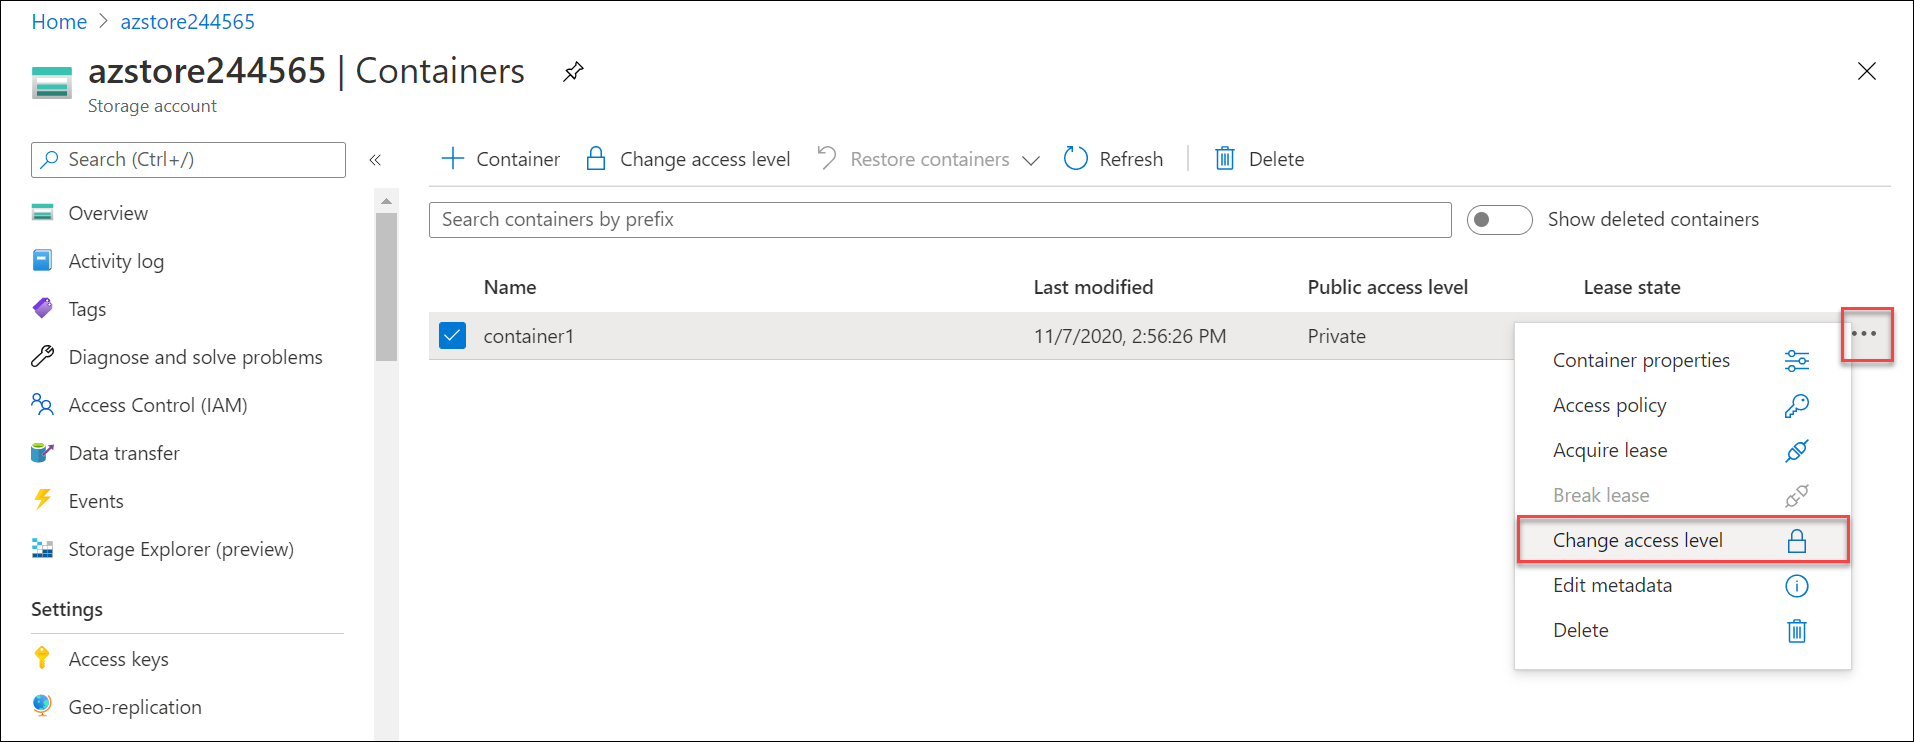 Home > azstore244565
azstore244565 | Containers
Storage account
Search (Ctrl+/)
«
Overview
Activity log
Tags
Diagnose and solve problems
Access Control (IAM)
Data transfer
Events
Storage Explorer (preview)
Settings
Access keys
Geo-replication
+ Container Change access level Restore containers Refresh | Delete
Search containers by prefix Show deleted containers
Name Last modified Public access level Lease state
container1 11/7/2020, 2:56:26 PM Private ...
Container properties
Access policy
Acquire lease
Break lease
Change access level
Edit metadata
Delete